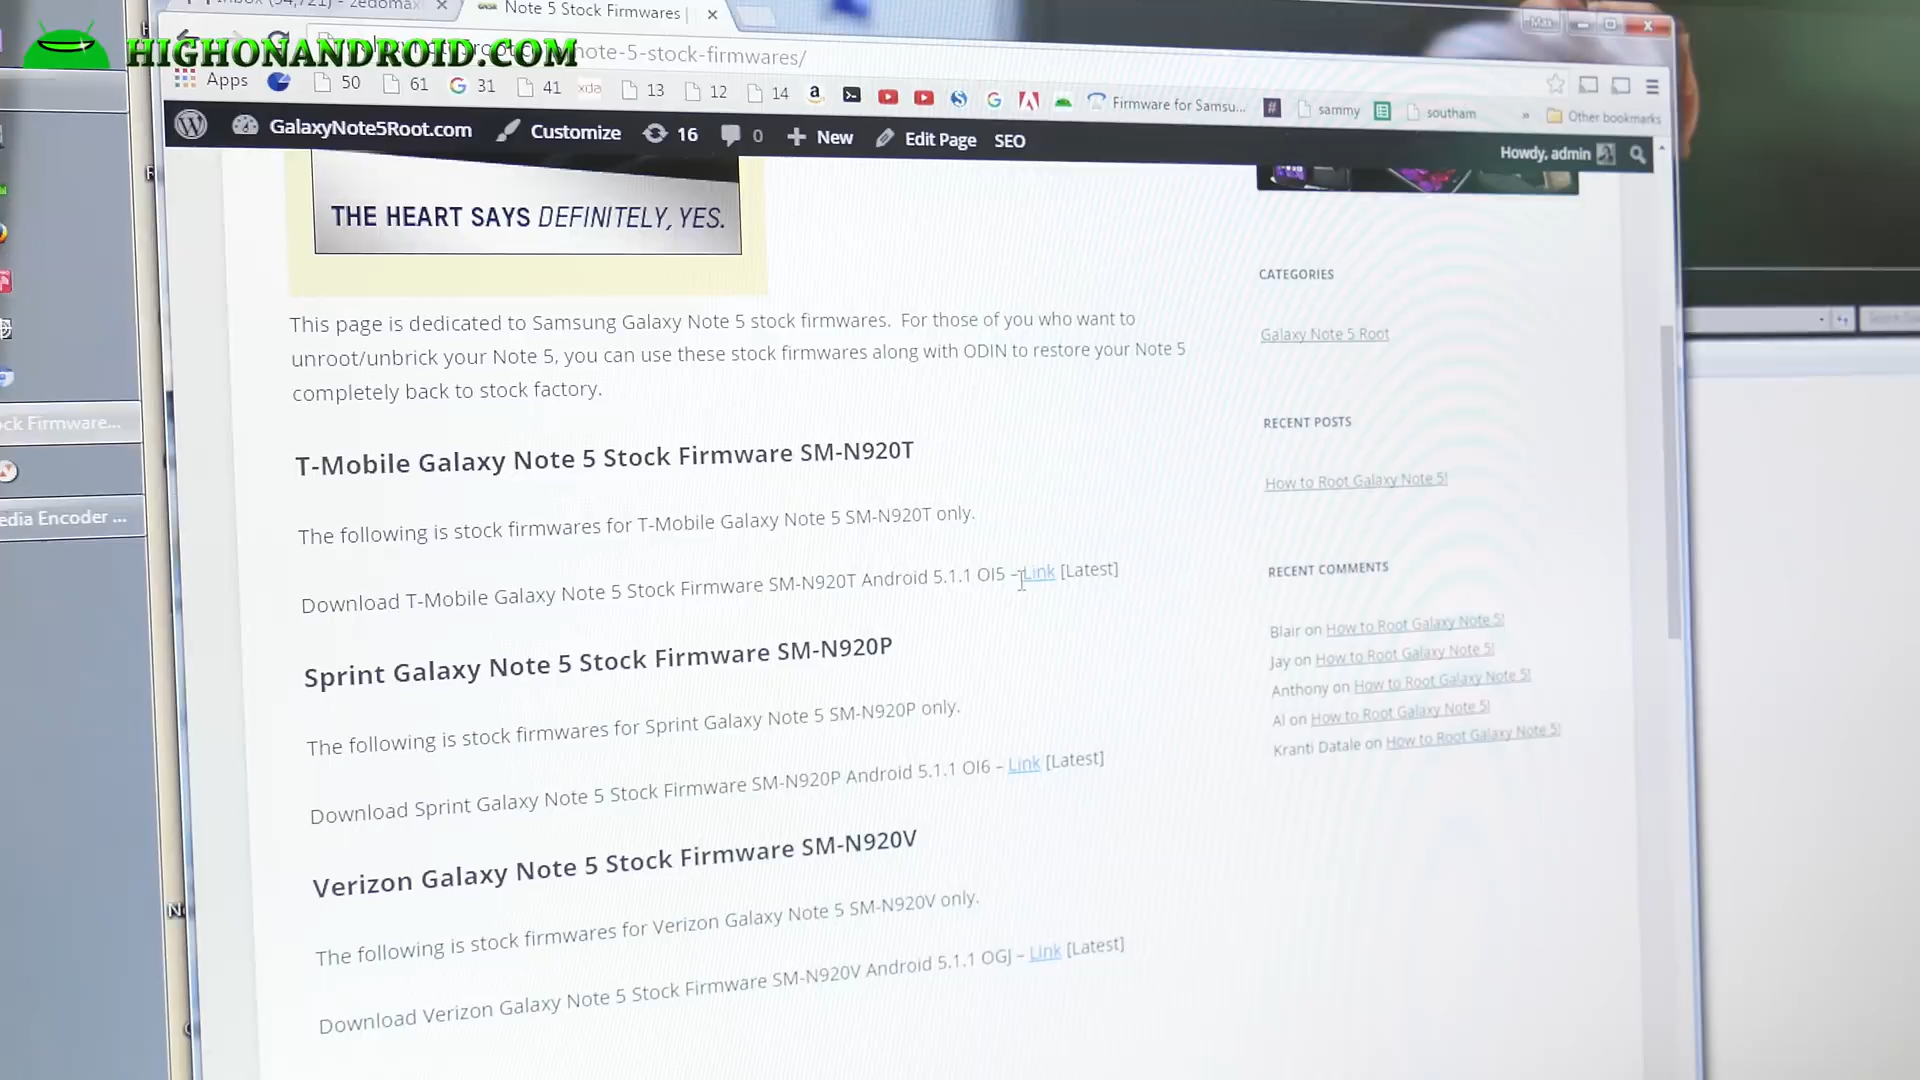 Note 5 Stock Firmwares |
HIGHONANDROID.COM
note-5-stock-firmwares/
Apps 50 61 31 41 xda 13 12 14 Firmware for Samsu... sammy southam » Other bookmarks
GalaxyNote5Root.com Customize 16 0 New Edit Page SEO Howdy, admin
THE HEART SAYS DEFINITELY, YES.
This page is dedicated to Samsung Galaxy Note 5 stock firmwares. For those of you who want to
unroot/unbrick your Note 5, you can use these stock firmwares along with ODIN to restore your Note 5
completely back to stock factory.
T-Mobile Galaxy Note 5 Stock Firmware SM-N920T
The following is stock firmwares for T-Mobile Galaxy Note 5 SM-N920T only.
Download T-Mobile Galaxy Note 5 Stock Firmware SM-N920T Android 5.1.1 OI5 – Link [Latest]
Sprint Galaxy Note 5 Stock Firmware SM-N920P
The following is stock firmwares for Sprint Galaxy Note 5 SM-N920P only.
Download Sprint Galaxy Note 5 Stock Firmware SM-N920P Android 5.1.1 OI6 – Link [Latest]
Verizon Galaxy Note 5 Stock Firmware SM-N920V
The following is stock firmwares for Verizon Galaxy Note 5 SM-N920V only.
Download Verizon Galaxy Note 5 Stock Firmware SM-N920V Android 5.1.1 OGJ – Link [Latest]
CATEGORIES
Galaxy Note 5 Root
RECENT POSTS
How to Root Galaxy Note 5!
RECENT COMMENTS
Blair on How to Root Galaxy Note 5!
Jay on How to Root Galaxy Note 5!
Anthony on How to Root Galaxy Note 5!
Al on How to Root Galaxy Note 5!
Kranti Datale on How to Root Galaxy Note 5!
ck Firmware...
edia Encoder ...